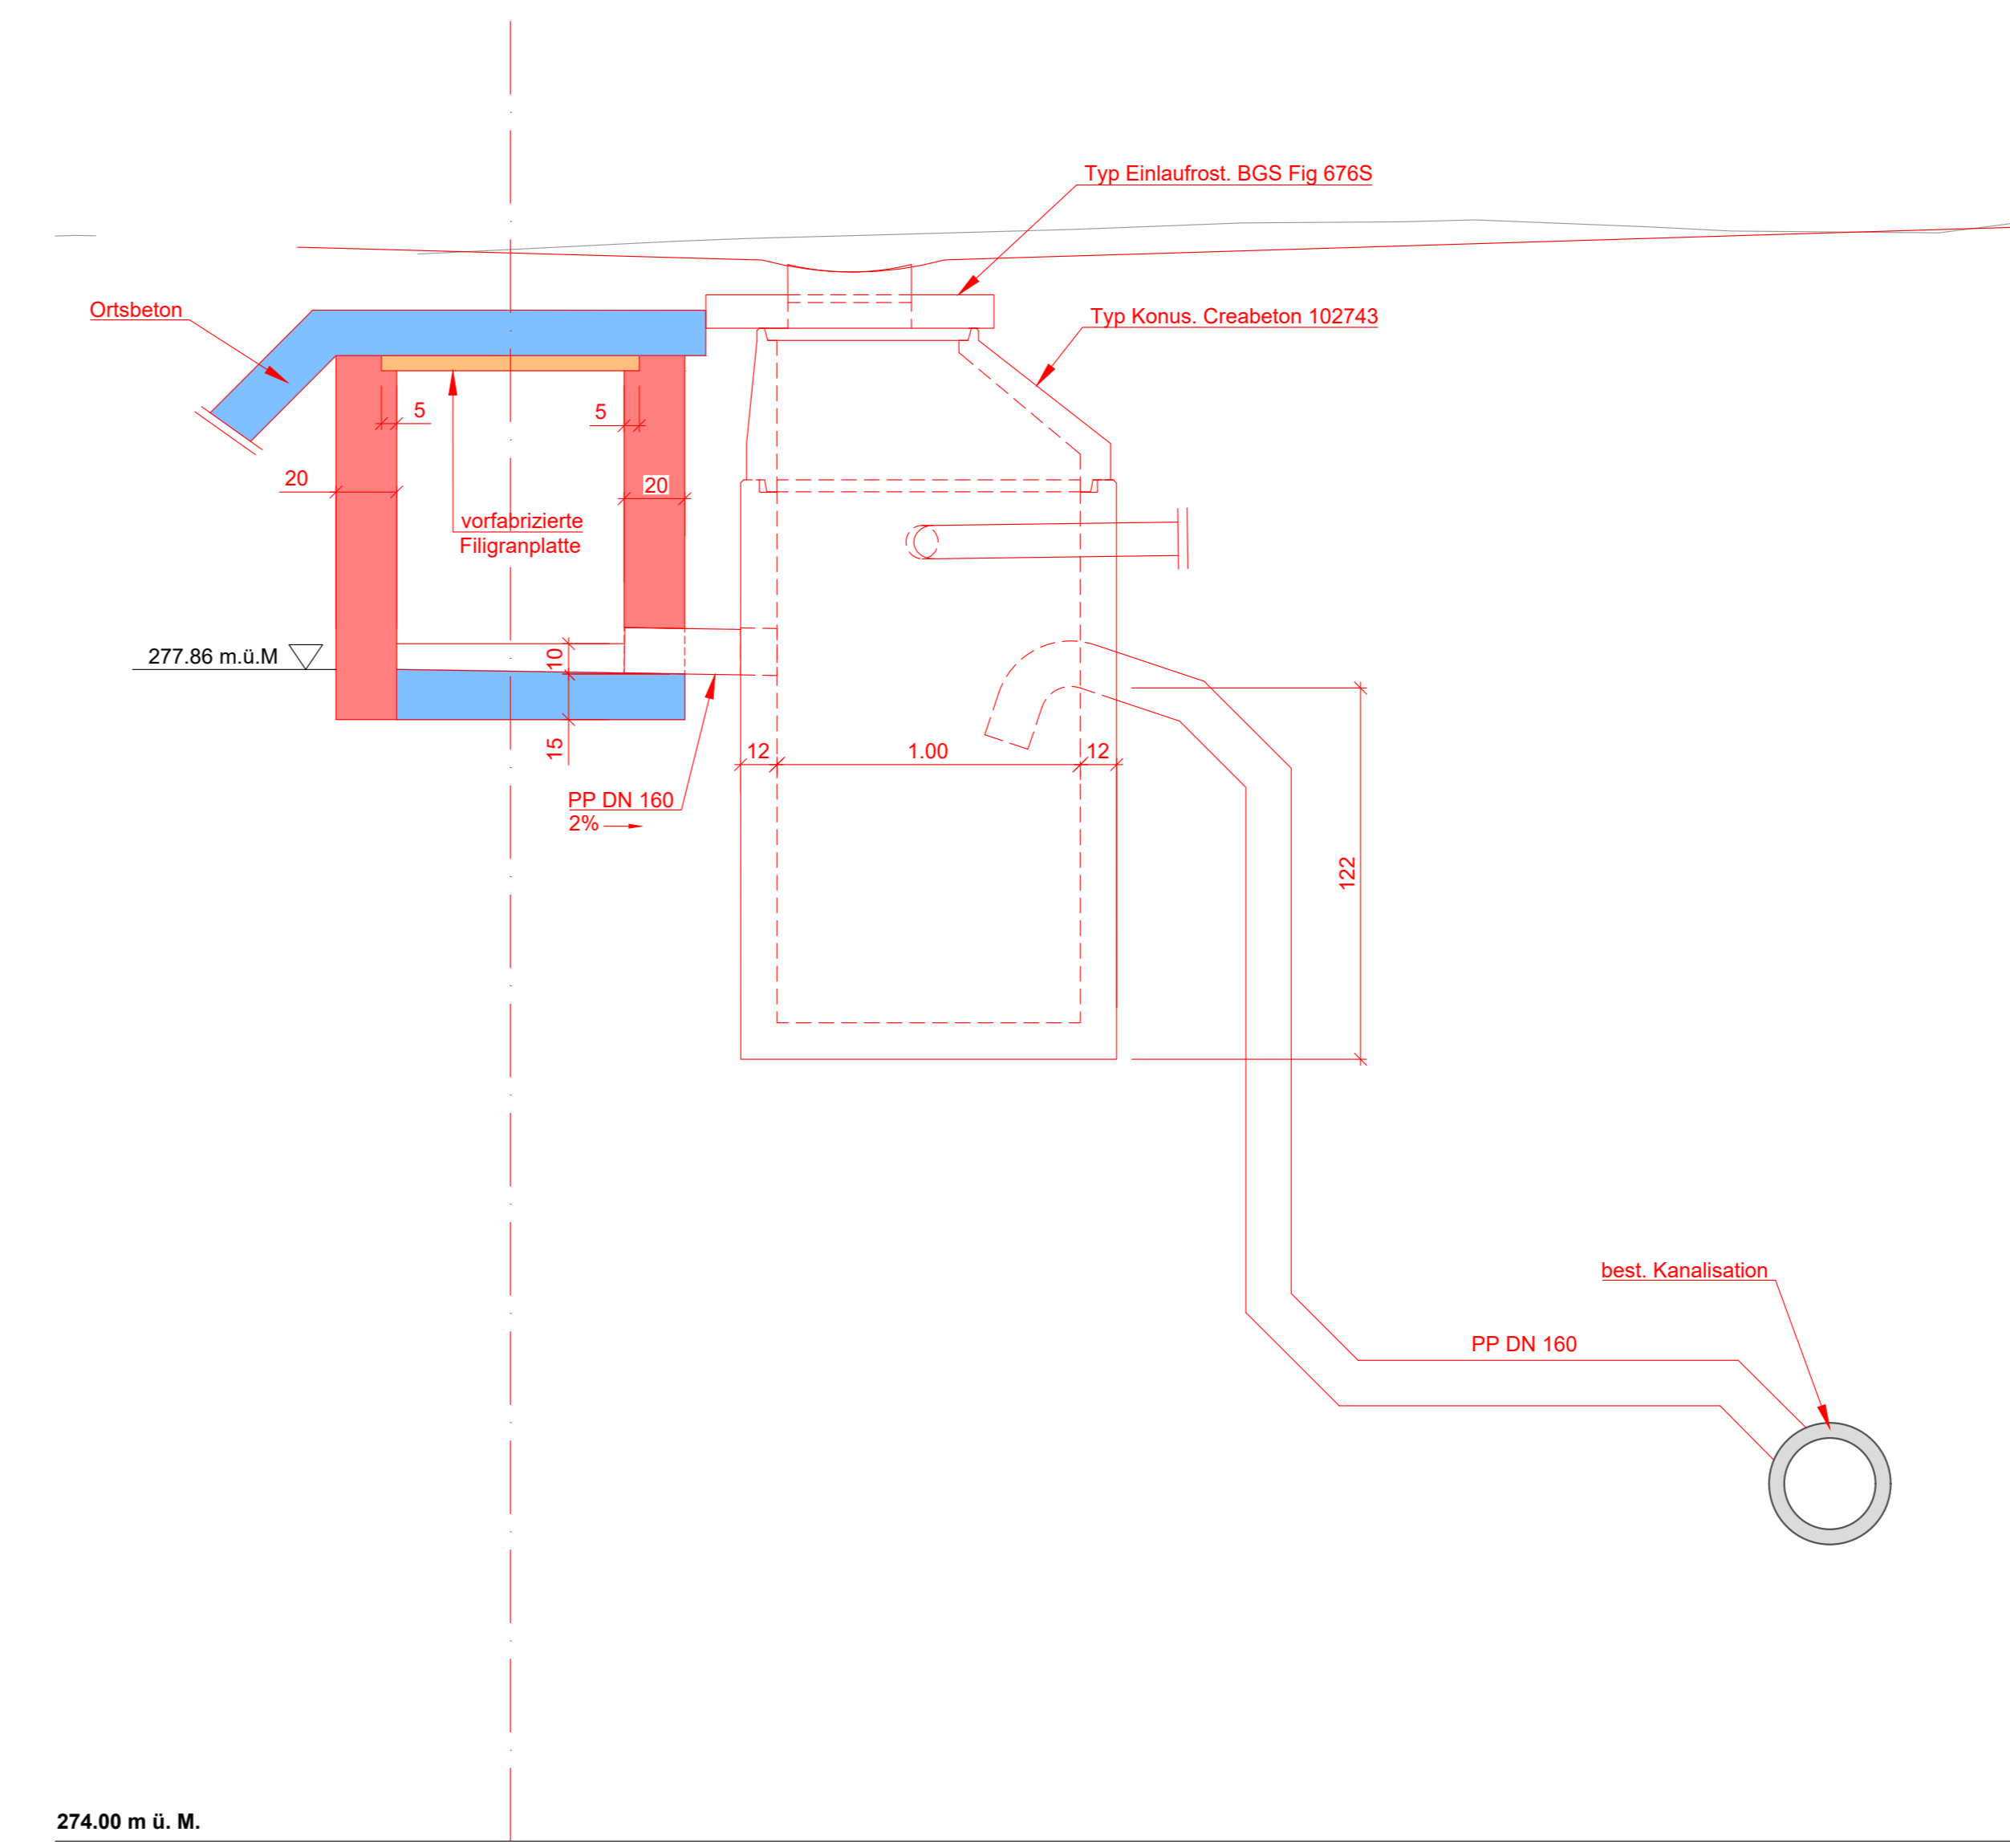 Typ Einlaufrost. BGS Fig 676S
Ortsbeton
Typ Konus. Creabeton 102743
5
5
20
20
vorfabrizierte
Filigranplatte
277.86 m.ü.M
10
15
12
1.00
12
PP DN 160
2%
122
best. Kanalisation
PP DN 160
274.00 m ü. M.